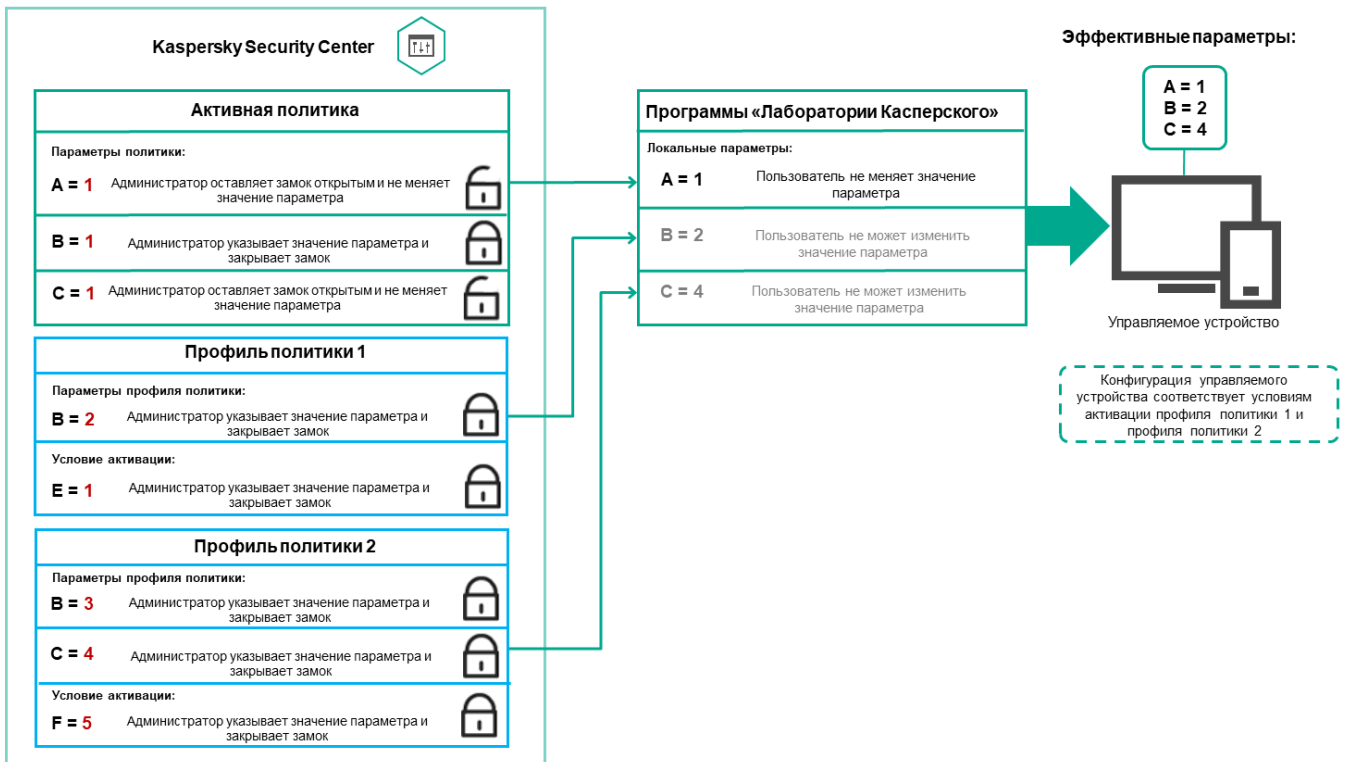 Kaspersky Security Center
Активная политика
Параметры политики:
A = 1
Администратор оставляет замок открытым и не меняет
значение параметра
B = 1
Администратор указывает значение параметра и
закрывает замок
C = 1
Администратор оставляет замок открытым и не меняет
значение параметра
Профиль политики 1
Параметры профиля политики:
B = 2
Администратор указывает значение параметра и
закрывает замок
Условие активации:
E = 1
Администратор указывает значение параметра и
закрывает замок
Профиль политики 2
Параметры профиля политики:
B = 3
Администратор указывает значение параметра и
закрывает замок
C = 4
Администратор указывает значение параметра и
закрывает замок
Условие активации:
F = 5
Администратор указывает значение параметра и
закрывает замок
Программы «Лаборатории Касперского»
Локальные параметры:
A = 1
Пользователь не меняет значение
параметра
B = 2
Пользователь не может изменить
значение параметра
C = 4
Пользователь не может изменить
значение параметра
Эффективные параметры:
A = 1
B = 2
C = 4
Управляемое устройство
Конфигурация управляемого
устройства соответствует условиям
активации профиля политики 1 и
профиля политики 2